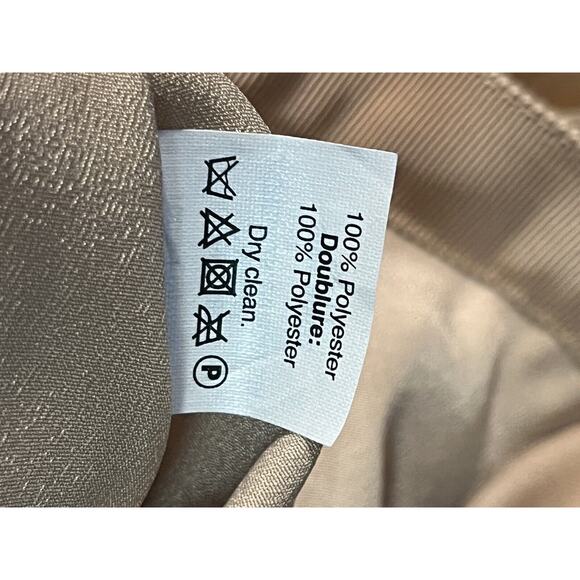 100% Polyester
Doublure:
100% Polyester
Dry clean.
P